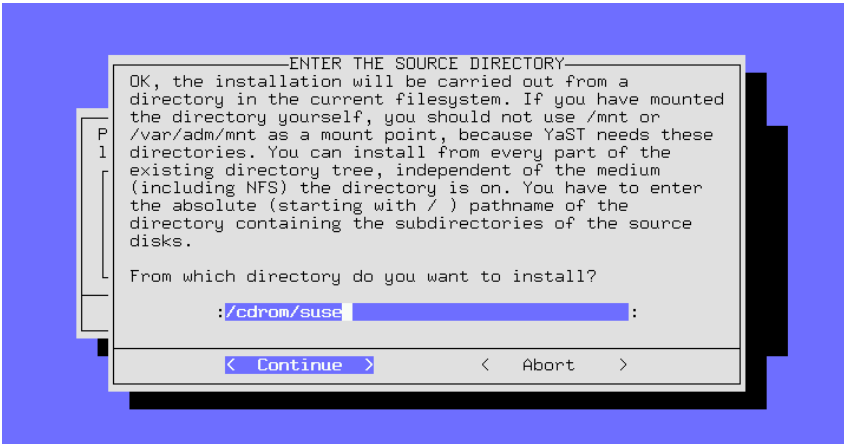 ENTER THE SOURCE DIRECTORY
OK, the installation will be carried out from a
directory in the current filesystem. If you have mounted
the directory yourself, you should not use /mnt or
/var/adm/mnt as a mount point, because YaST needs these
directories. You can install from every part of the
existing directory tree, independent of the medium
(including NFS) the directory is on. You have to enter
the absolute (starting with / ) pathname of the
directory containing the subdirectories of the source
disks.
From which directory do you want to install?
:/cdrom/suse :
< Continue > < Abort >
P
l